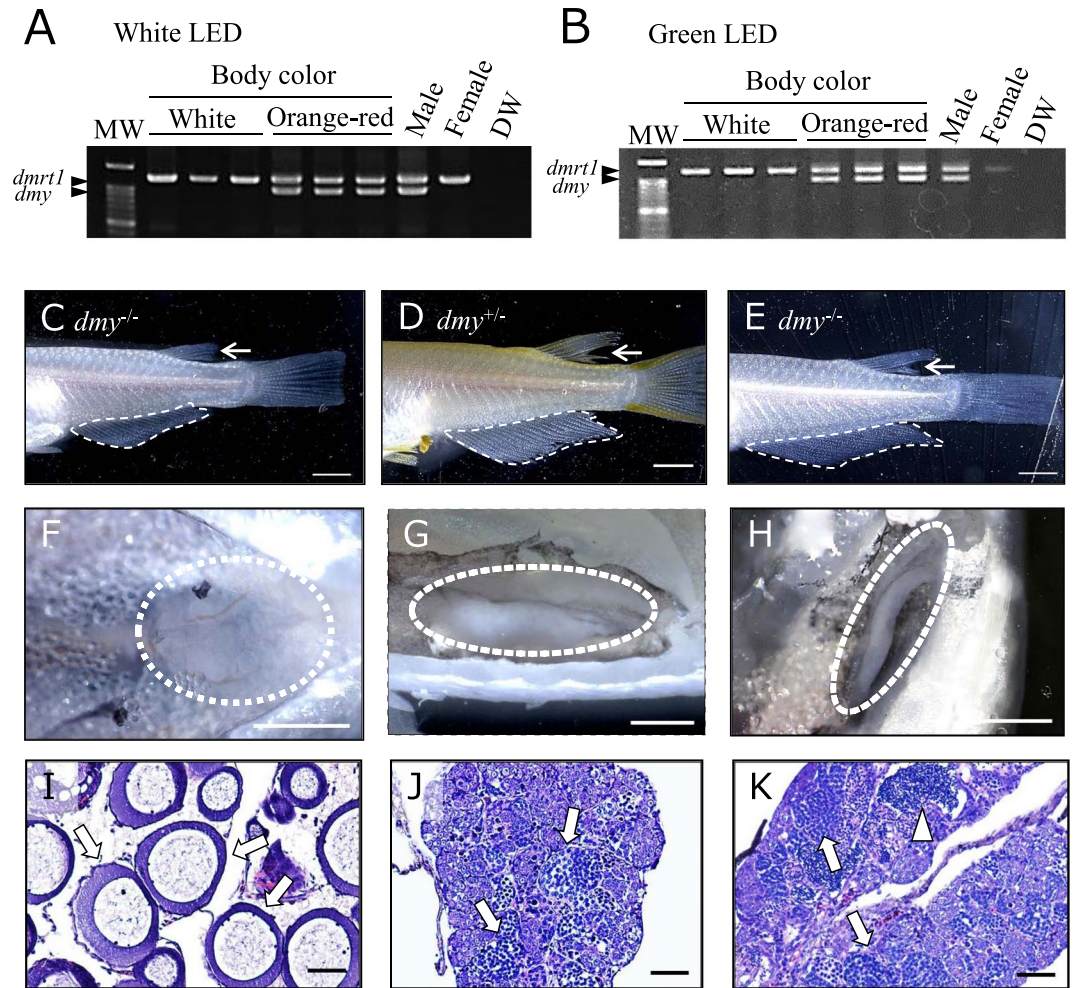 A White LED
Body color
White Orange-red
MW Male Female DW
dmrt1
dmy
B Green LED
Body color
White Orange-red
MW Male Female DW
dmrt1
dmy
C dmy-/-
D dmy+/-
E dmy-/-
F
G
H
I
J
K